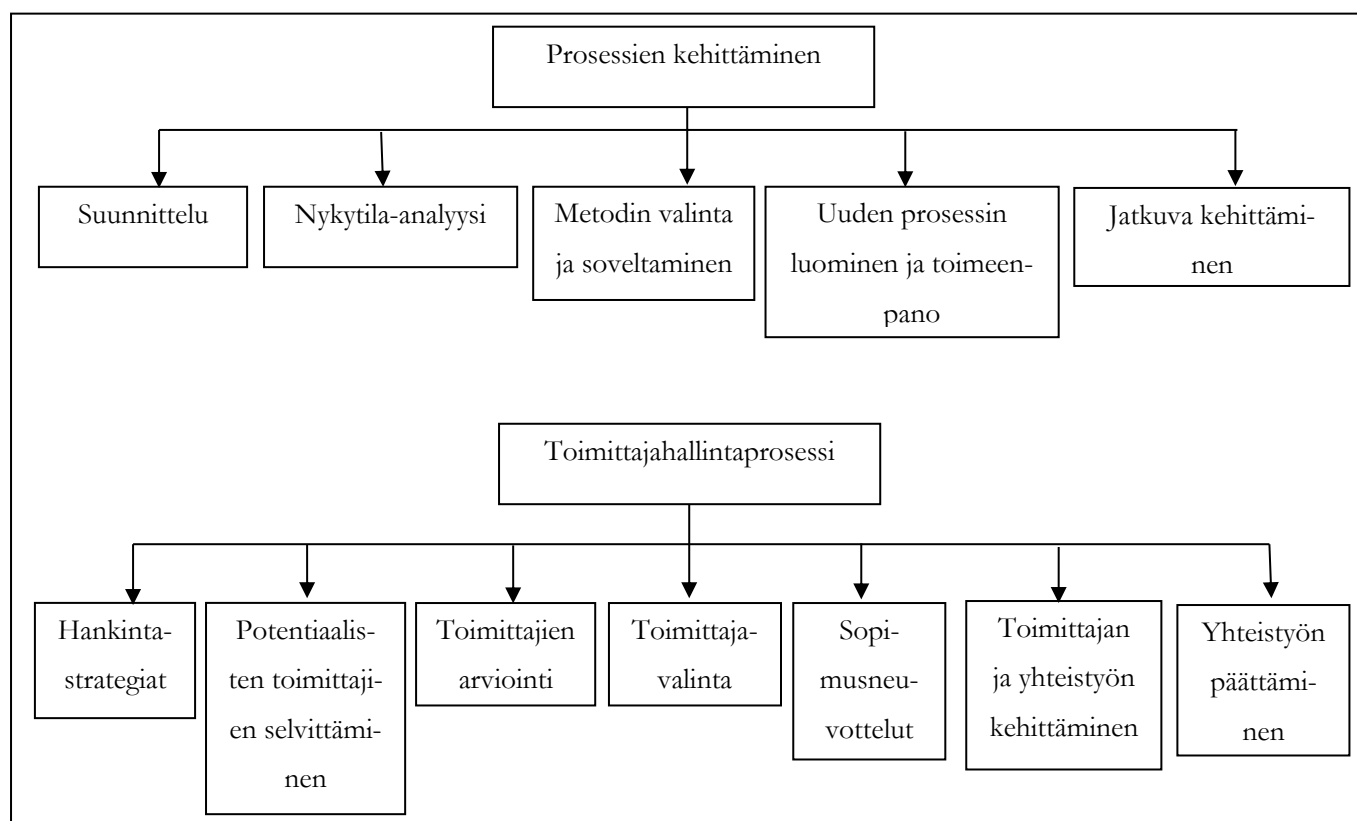 Prosessien kehittäminen
Suunnittelu
Nykytila-analyysi
Metodin valinta
ja soveltaminen
Uuden prosessin
luominen ja toimeen-
pano
Jatkuva kehittämi-
nen
Toimittajahallintaprosessi
Hankinta-
strategiat
Potentiaalis-
ten toimittaji-
en selvittämi-
nen
Toimittajien
arviointi
Toimittaja-
valinta
Sopi-
musneu-
vottelut
Toimittajan
ja yhteistyön
kehittäminen
Yhteistyön
päättämi-
nen